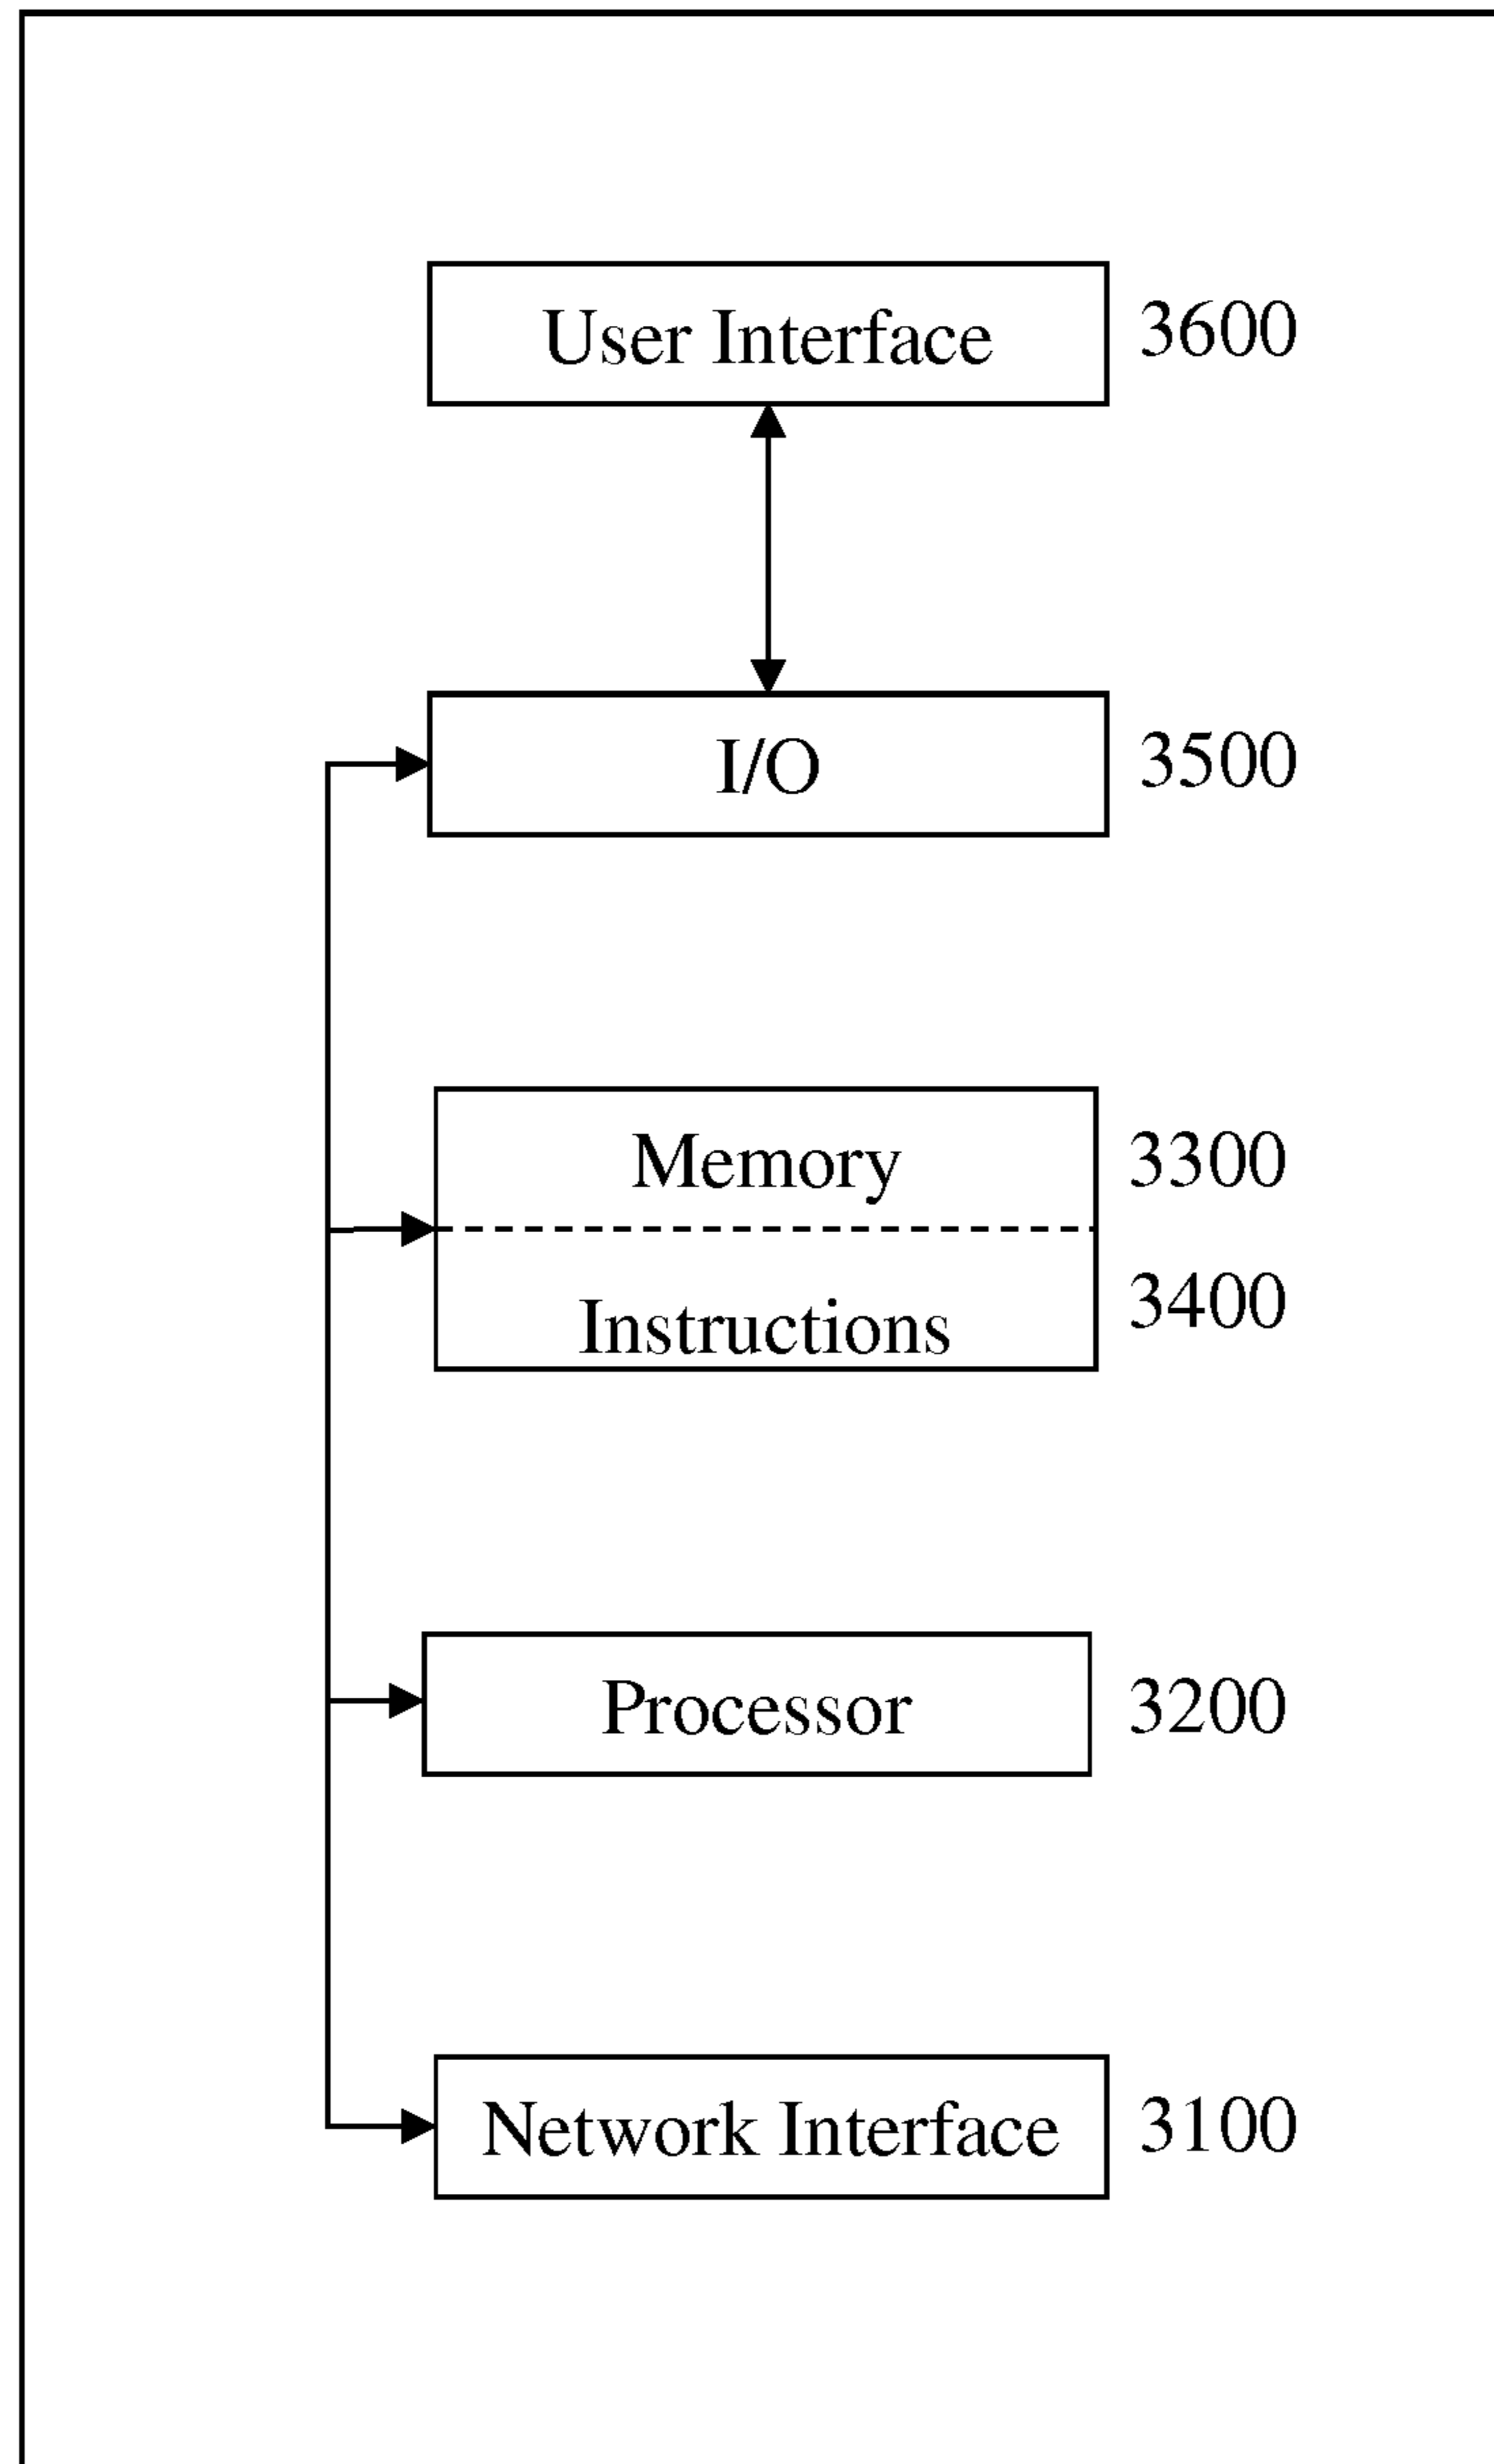 User Interface 3600
I/O 3500
Memory 3300
Instructions 3400
Processor 3200
Network Interface 3100